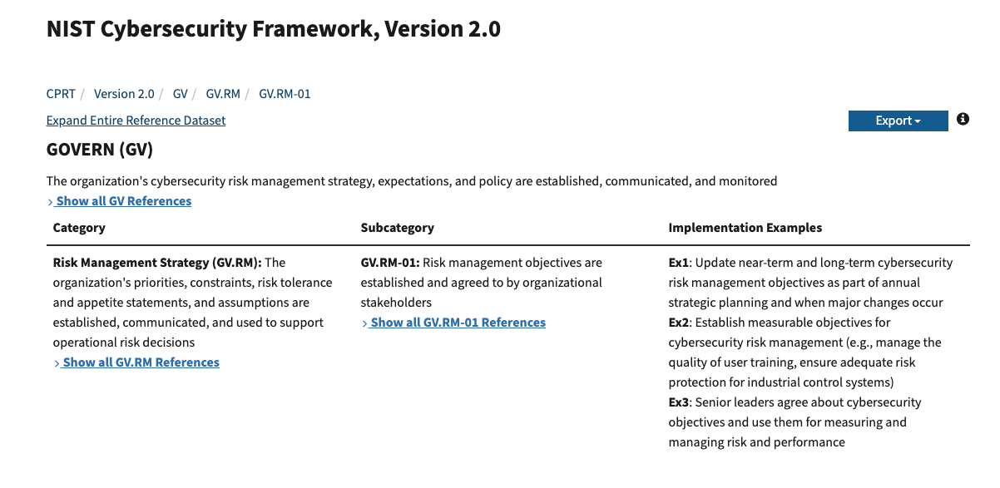 NIST Cybersecurity Framework, Version 2.0
CPRT / Version 2.0 / GV / GV.RM / GV.RM-01
Expand Entire Reference Dataset
Export
GOVERN (GV)
The organization's cybersecurity risk management strategy, expectations, and policy are established, communicated, and monitored
Show all GV References
Category
Subcategory
Implementation Examples
Risk Management Strategy (GV.RM): The
organization's priorities, constraints, risk tolerance
and appetite statements, and assumptions are
established, communicated, and used to support
operational risk decisions
Show all GV.RM References
GV.RM-01: Risk management objectives are
established and agreed to by organizational
stakeholders
Show all GV.RM-01 References
Ex1: Update near-term and long-term cybersecurity
risk management objectives as part of annual
strategic planning and when major changes occur
Ex2: Establish measurable objectives for
cybersecurity risk management (e.g., manage the
quality of user training, ensure adequate risk
protection for industrial control systems)
Ex3: Senior leaders agree about cybersecurity
objectives and use them for measuring and
managing risk and performance